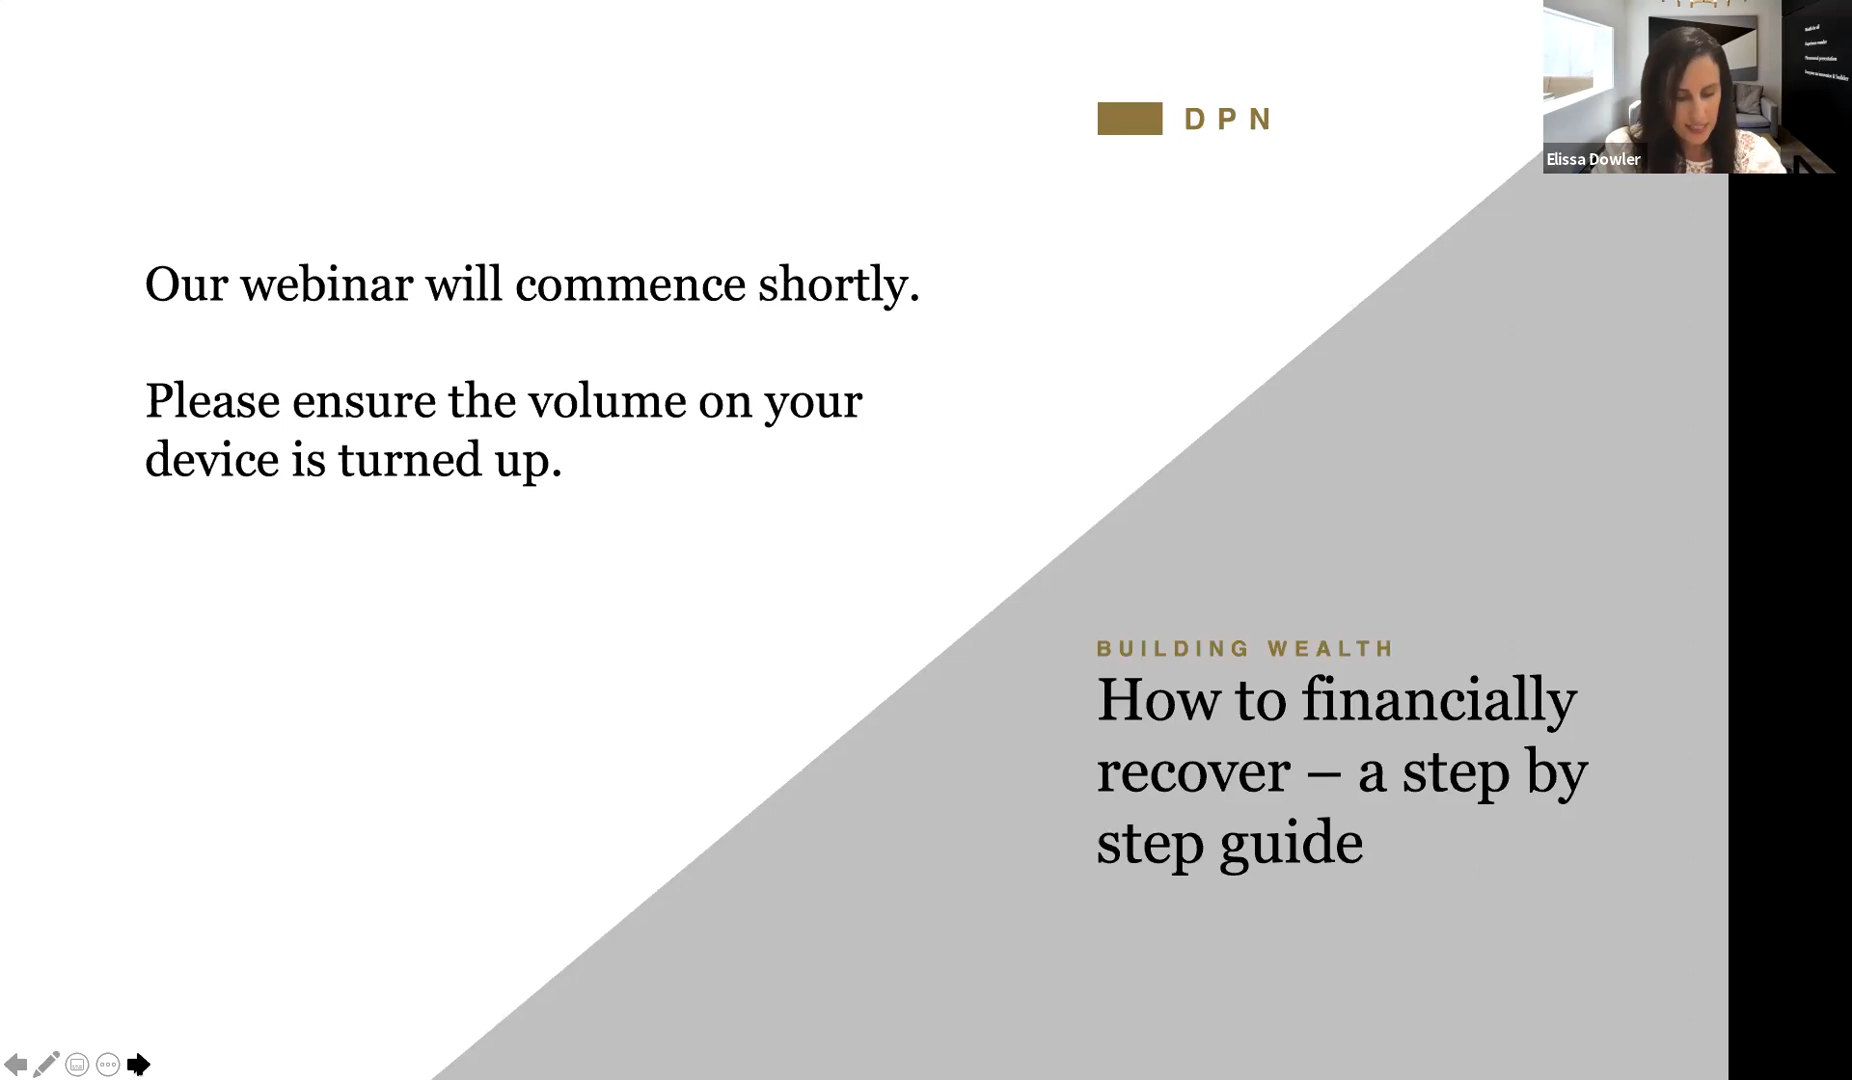 DPN
Elissa Dowler
Our webinar will commence shortly.
Please ensure the volume on your
device is turned up.
BUILDING WEALTH
How to financially
recover – a step by
step guide